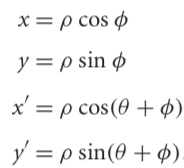 x = ρ cos ϕ
y = ρ sin ϕ
x′ = ρ cos(θ + ϕ)
y′ = ρ sin(θ + ϕ)